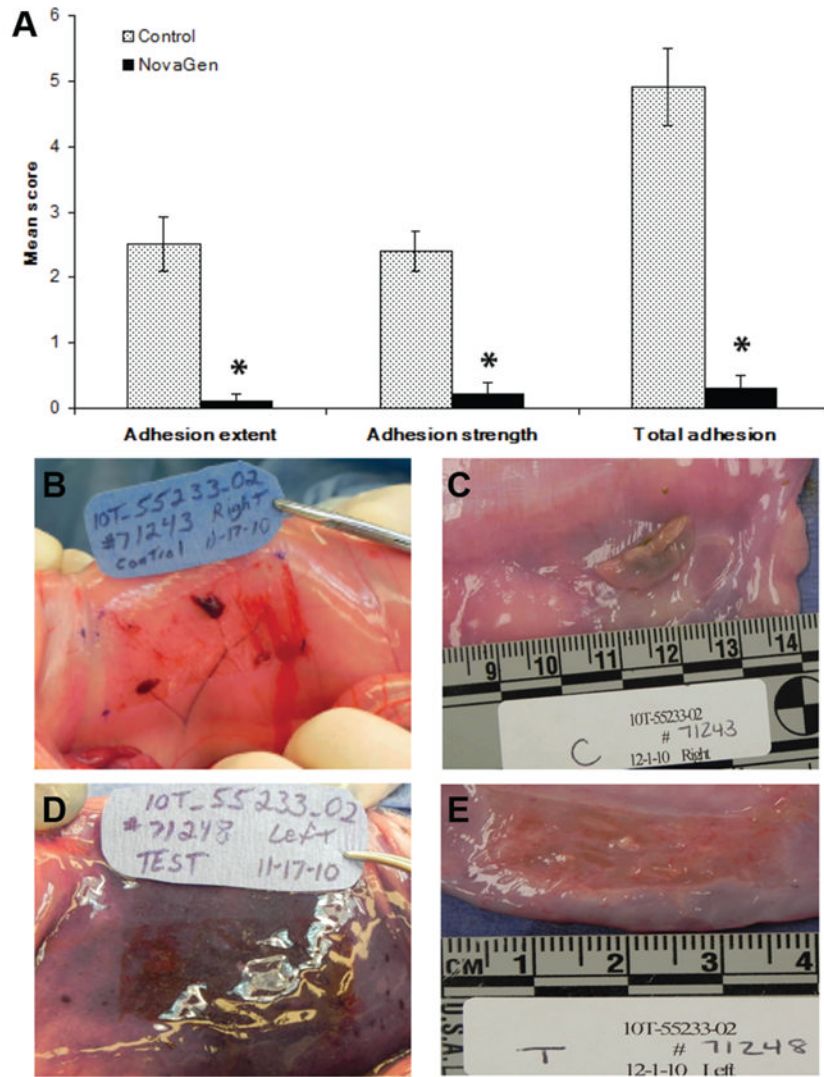 A
6
5
4
3
2
1
0
Mean score
Control
NovaGen
*
*
*
Adhesion extent
Adhesion strength
Total adhesion
B
10T-55233-02
#71243 Right
Control 11-17-10
C
9 10 11 12 13 14
10T-55233-02
C # 71243
12-1-10 Right
D
10T-55233-02
#71248 Left
TEST 11-17-10
E
CM 1 2 3 4
U.S.A.
10T-55233-02
T # 71248
12-1-10 Left